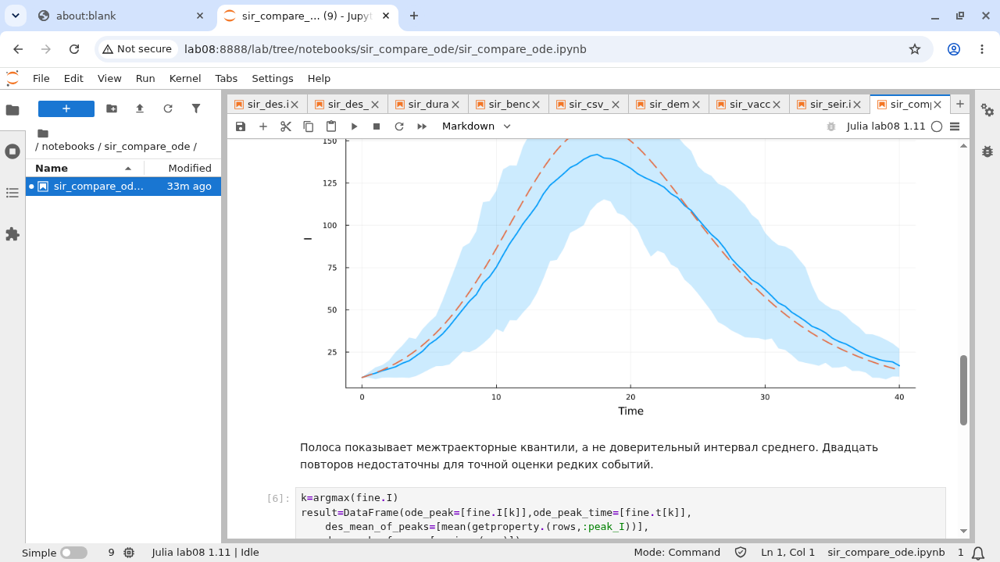 about:blank
sir_compare_... (9) - Jupyt
Not secure
lab08:8888/lab/tree/notebooks/sir_compare_ode/sir_compare_ode.ipynb
File Edit View Run Kernel Tabs Settings Help
sir_des.i sir_des_ sir_dura sir_benc sir_csv_ sir_dem sir_vacc sir_seir.i sir_comp
Markdown
Julia lab08 1.11
/ notebooks / sir_compare_ode /
Name Modified
sir_compare_od... 33m ago
150
125
100
75
50
25
I
0 10 20 30 40
Time
Полоса показывает межтраекторные квантили, а не доверительный интервал среднего. Двадцать
повторов недостаточны для точной оценки редких событий.
[6]:
k=argmax(fine.I)
result=DataFrame(ode_peak=[fine.I[k]],ode_peak_time=[fine.t[k]],
des_mean_of_peaks=[mean(getproperty.(rows,:peak_I))],
Simple 9 Julia lab08 1.11 | Idle Mode: Command Ln 1, Col 1 sir_compare_ode.ipynb 1